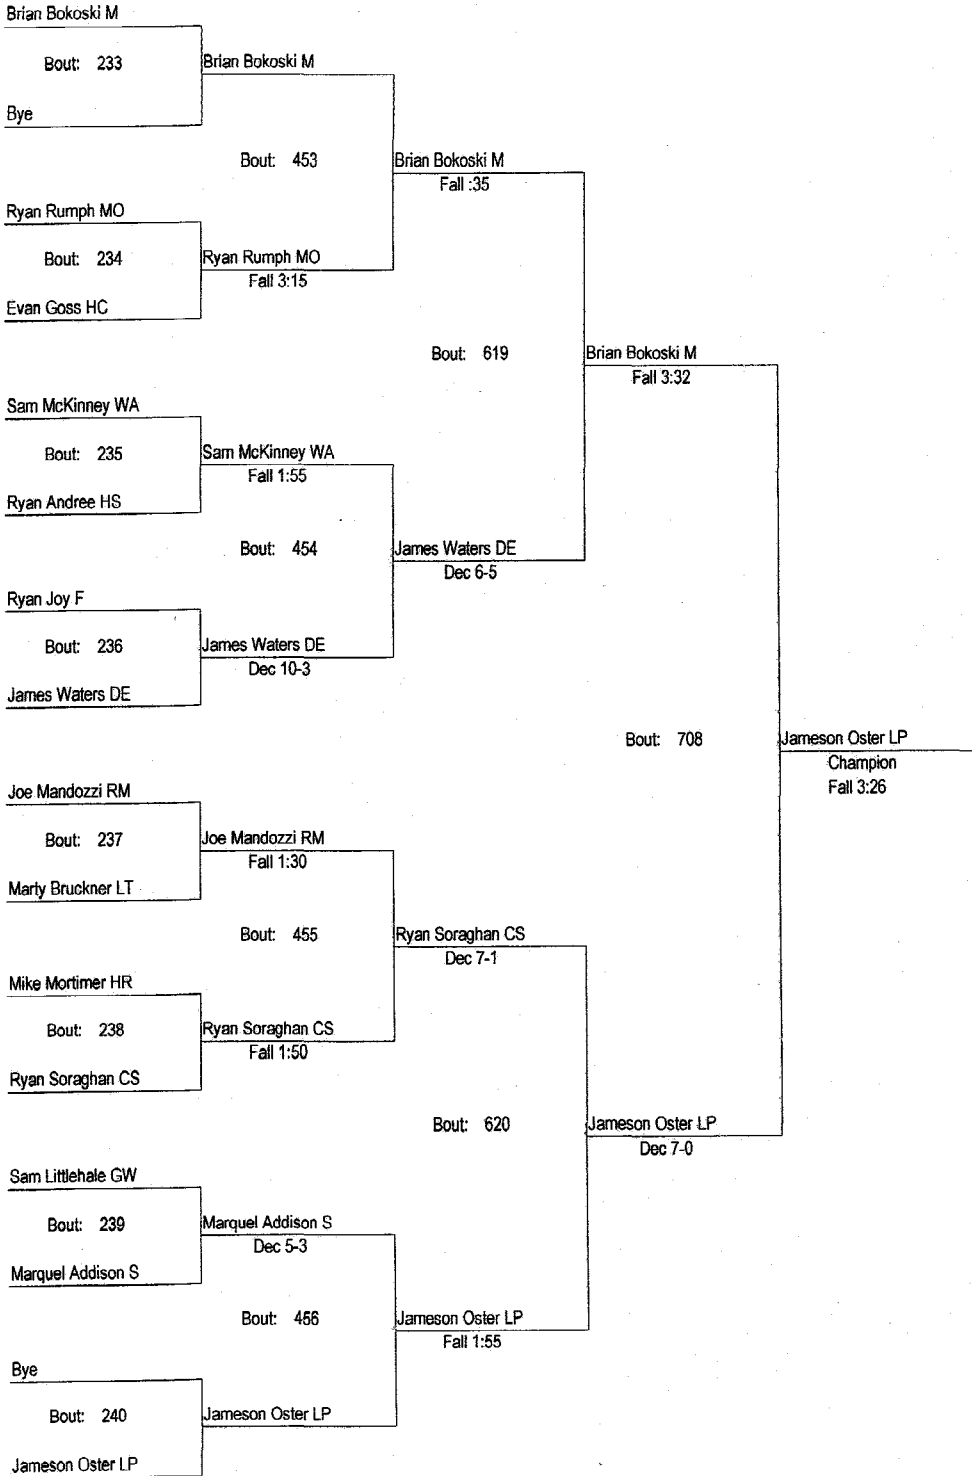 Brian Bokoski M
Bout: 233
Brian Bokoski M
Bye
Bout: 453
Brian Bokoski M
Fall :35
Ryan Rumph MO
Bout: 234
Ryan Rumph MO
Fall 3:15
Evan Goss HC
Bout: 619
Brian Bokoski M
Fall 3:32
Sam McKinney WA
Bout: 235
Sam McKinney WA
Fall 1:55
Ryan Andree HS
Bout: 454
James Waters DE
Dec 6-5
Ryan Joy F
Bout: 236
James Waters DE
Dec 10-3
James Waters DE
Bout: 708
Jameson Oster LP
Champion
Fall 3:26
Joe Mandozzi RM
Bout: 237
Joe Mandozzi RM
Fall 1:30
Marty Bruckner LT
Bout: 455
Ryan Soraghan CS
Dec 7-1
Mike Mortimer HR
Bout: 238
Ryan Soraghan CS
Fall 1:50
Ryan Soraghan CS
Bout: 620
Jameson Oster LP
Dec 7-0
Sam Littlehale GW
Bout: 239
Marquel Addison S
Dec 5-3
Marquel Addison S
Bout: 456
Jameson Oster LP
Fall 1:55
Bye
Bout: 240
Jameson Oster LP
Jameson Oster LP